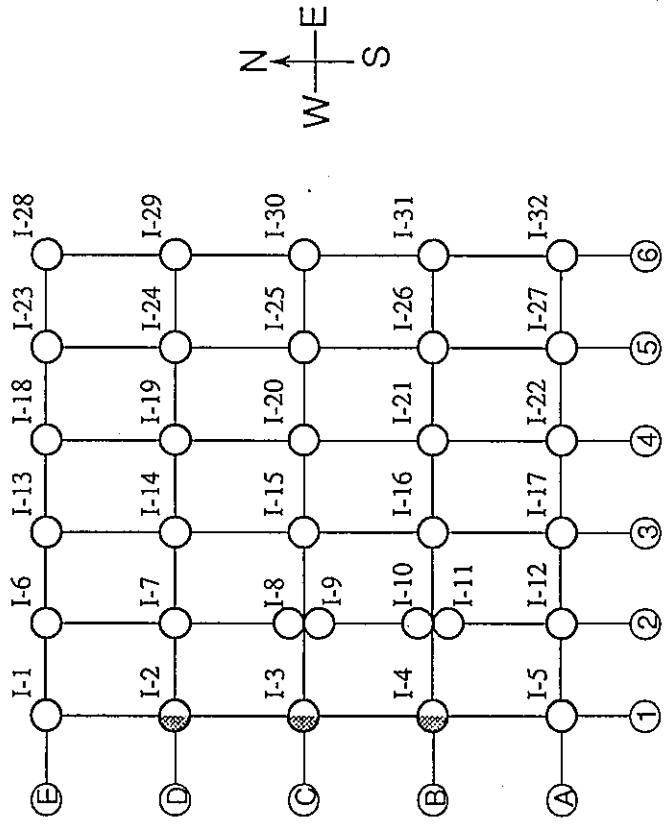 I-1 I-6 I-13 I-18 I-23 I-28
E
I-2 I-7 I-14 I-19 I-24 I-29
D
I-3 I-8 I-15 I-20 I-25 I-30
C
I-9
I-4 I-10 I-16 I-21 I-26 I-31
B
I-11
I-5 I-12 I-17 I-22 I-27 I-32
A
1 2 3 4 5 6
N
W E
S